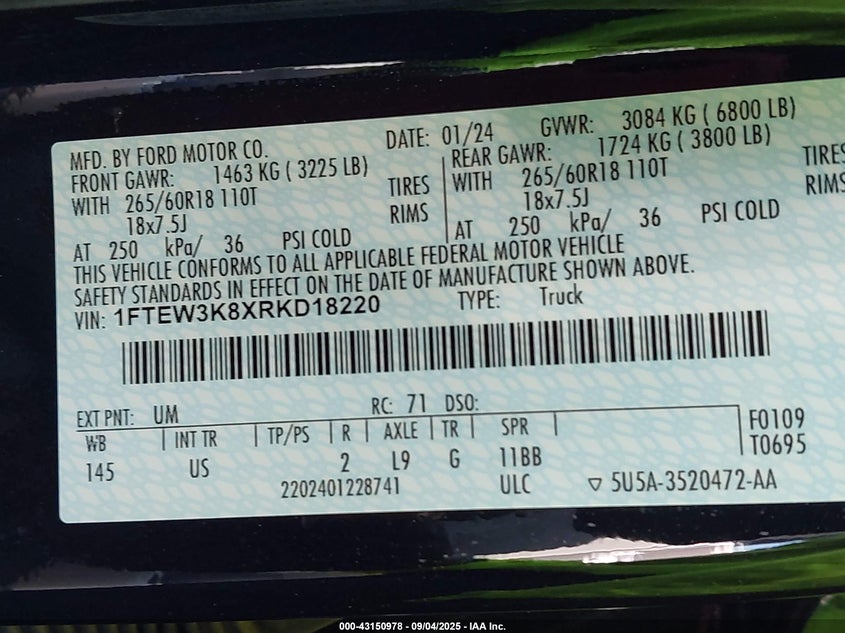 MFD. BY FORD MOTOR CO. DATE: 01/24 GVWR: 3084 KG ( 6800 LB)
FRONT GAWR: 1463 KG ( 3225 LB) REAR GAWR: 1724 KG ( 3800 LB)
WITH 265/60R18 110T TIRES WITH 265/60R18 110T TIRES
18x7.5J RIMS 18x7.5J RIMS
AT 250 kPa/ 36 PSI COLD AT 250 kPa/ 36 PSI COLD
THIS VEHICLE CONFORMS TO ALL APPLICABLE FEDERAL MOTOR VEHICLE
SAFETY STANDARDS IN EFFECT ON THE DATE OF MANUFACTURE SHOWN ABOVE.
VIN: 1FTEW3K8XRKD18220 TYPE: Truck
EXT PNT: UM RC: 71 DSO:
WB INT TR TP/PS R AXLE TR SPR F0109
145 US 2 L9 G 11BB T0695
2202401228741 ULC ▽ 5U5A-3520472-AA
000-43150978 - 09/04/2025 - IAA Inc.